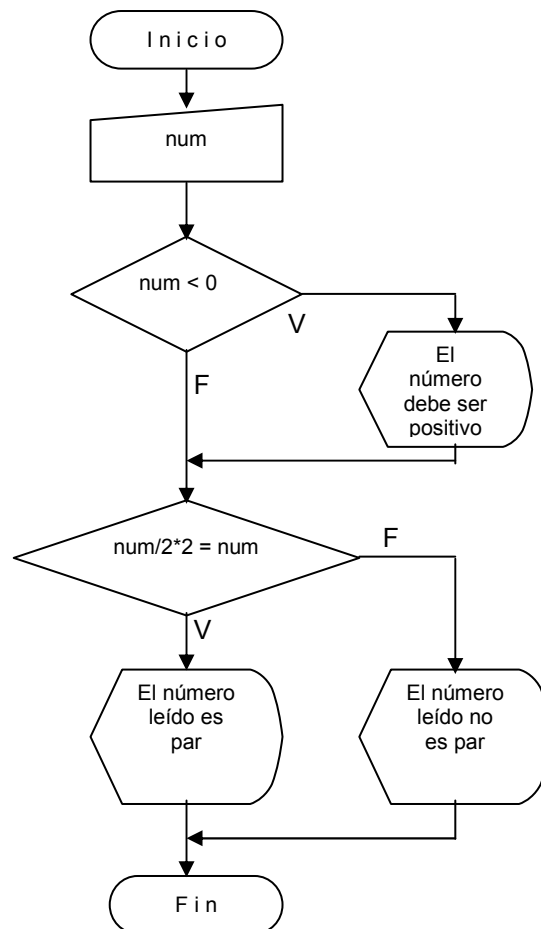 I n i c i o
num
num < 0
V
F
El
número
debe ser
positivo
num/2*2 = num
F
V
El número
leído es
par
El número
leído no
es par
F i n